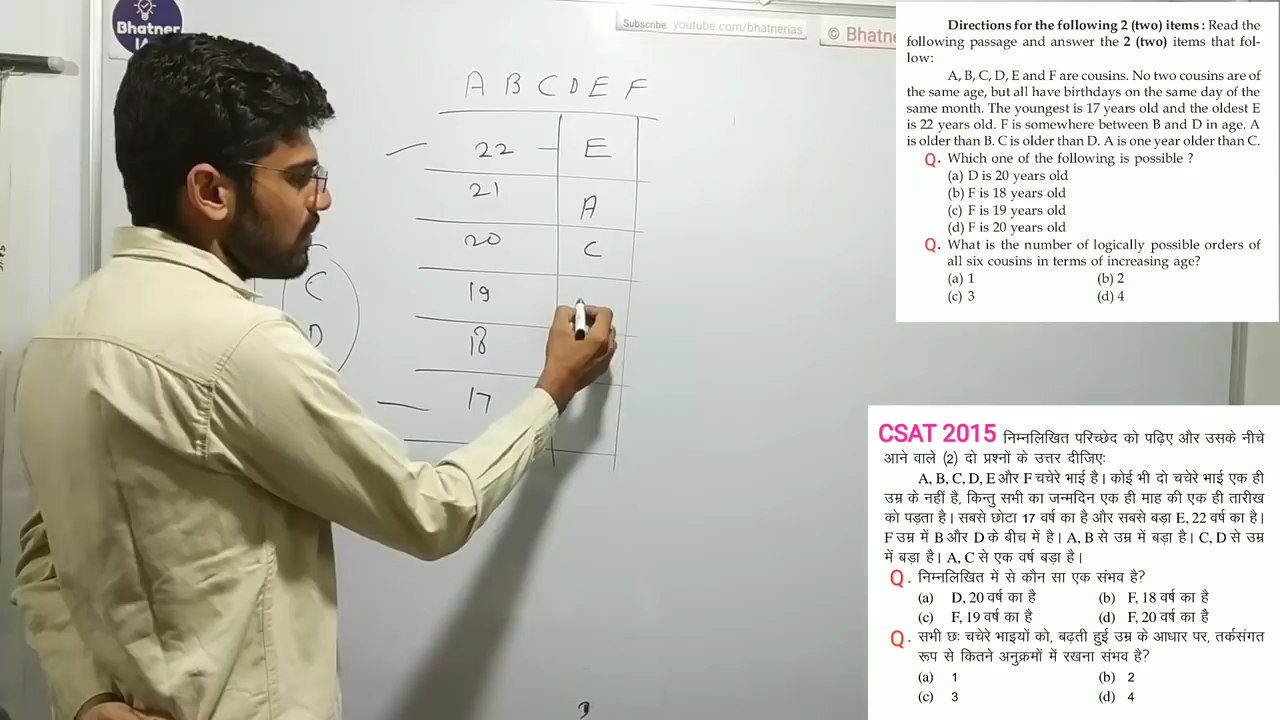 Bhatner
IA
Subscribe: youtube.com/bhatnerias
© Bhatne
A B C D E F
22 E
21 A
20 C
19
18
17
C
D
Directions for the following 2 (two) items : Read the
following passage and answer the 2 (two) items that fol-
low:
A, B, C, D, E and F are cousins. No two cousins are of
the same age, but all have birthdays on the same day of the
same month. The youngest is 17 years old and the oldest E
is 22 years old. F is somewhere between B and D in age. A
is older than B. C is older than D. A is one year older than C.
Q. Which one of the following is possible ?
(a) D is 20 years old
(b) F is 18 years old
(c) F is 19 years old
(d) F is 20 years old
Q. What is the number of logically possible orders of
all six cousins in terms of increasing age?
(a) 1 (b) 2
(c) 3 (d) 4
CSAT 2015 निम्नलिखित परिच्छेद को पढ़िए और उसके नीचे
आने वाले (2) दो प्रश्नों के उत्तर दीजिए:
A, B, C, D, E और F चचेरे भाई है। कोई भी दो चचेरे भाई एक ही
उम्र के नहीं है, किन्तु सभी का जन्मदिन एक ही माह की एक ही तारीख
को पड़ता है। सबसे छोटा 17 वर्ष का है और सबसे बड़ा E, 22 वर्ष का है।
F उम्र में B और D के बीच में है। A, B से उम्र में बड़ा है। C, D से उम्र
में बड़ा है। A, C से एक वर्ष बड़ा है।
Q. निम्नलिखित में से कौन सा एक संभव है?
(a) D, 20 वर्ष का है (b) F, 18 वर्ष का है
(c) F, 19 वर्ष का है (d) F, 20 वर्ष का है
Q. सभी छः चचेरे भाइयों को, बढ़ती हुई उम्र के आधार पर, तर्कसंगत
रूप से कितने अनुक्रमों में रखना संभव है?
(a) 1 (b) 2
(c) 3 (d) 4